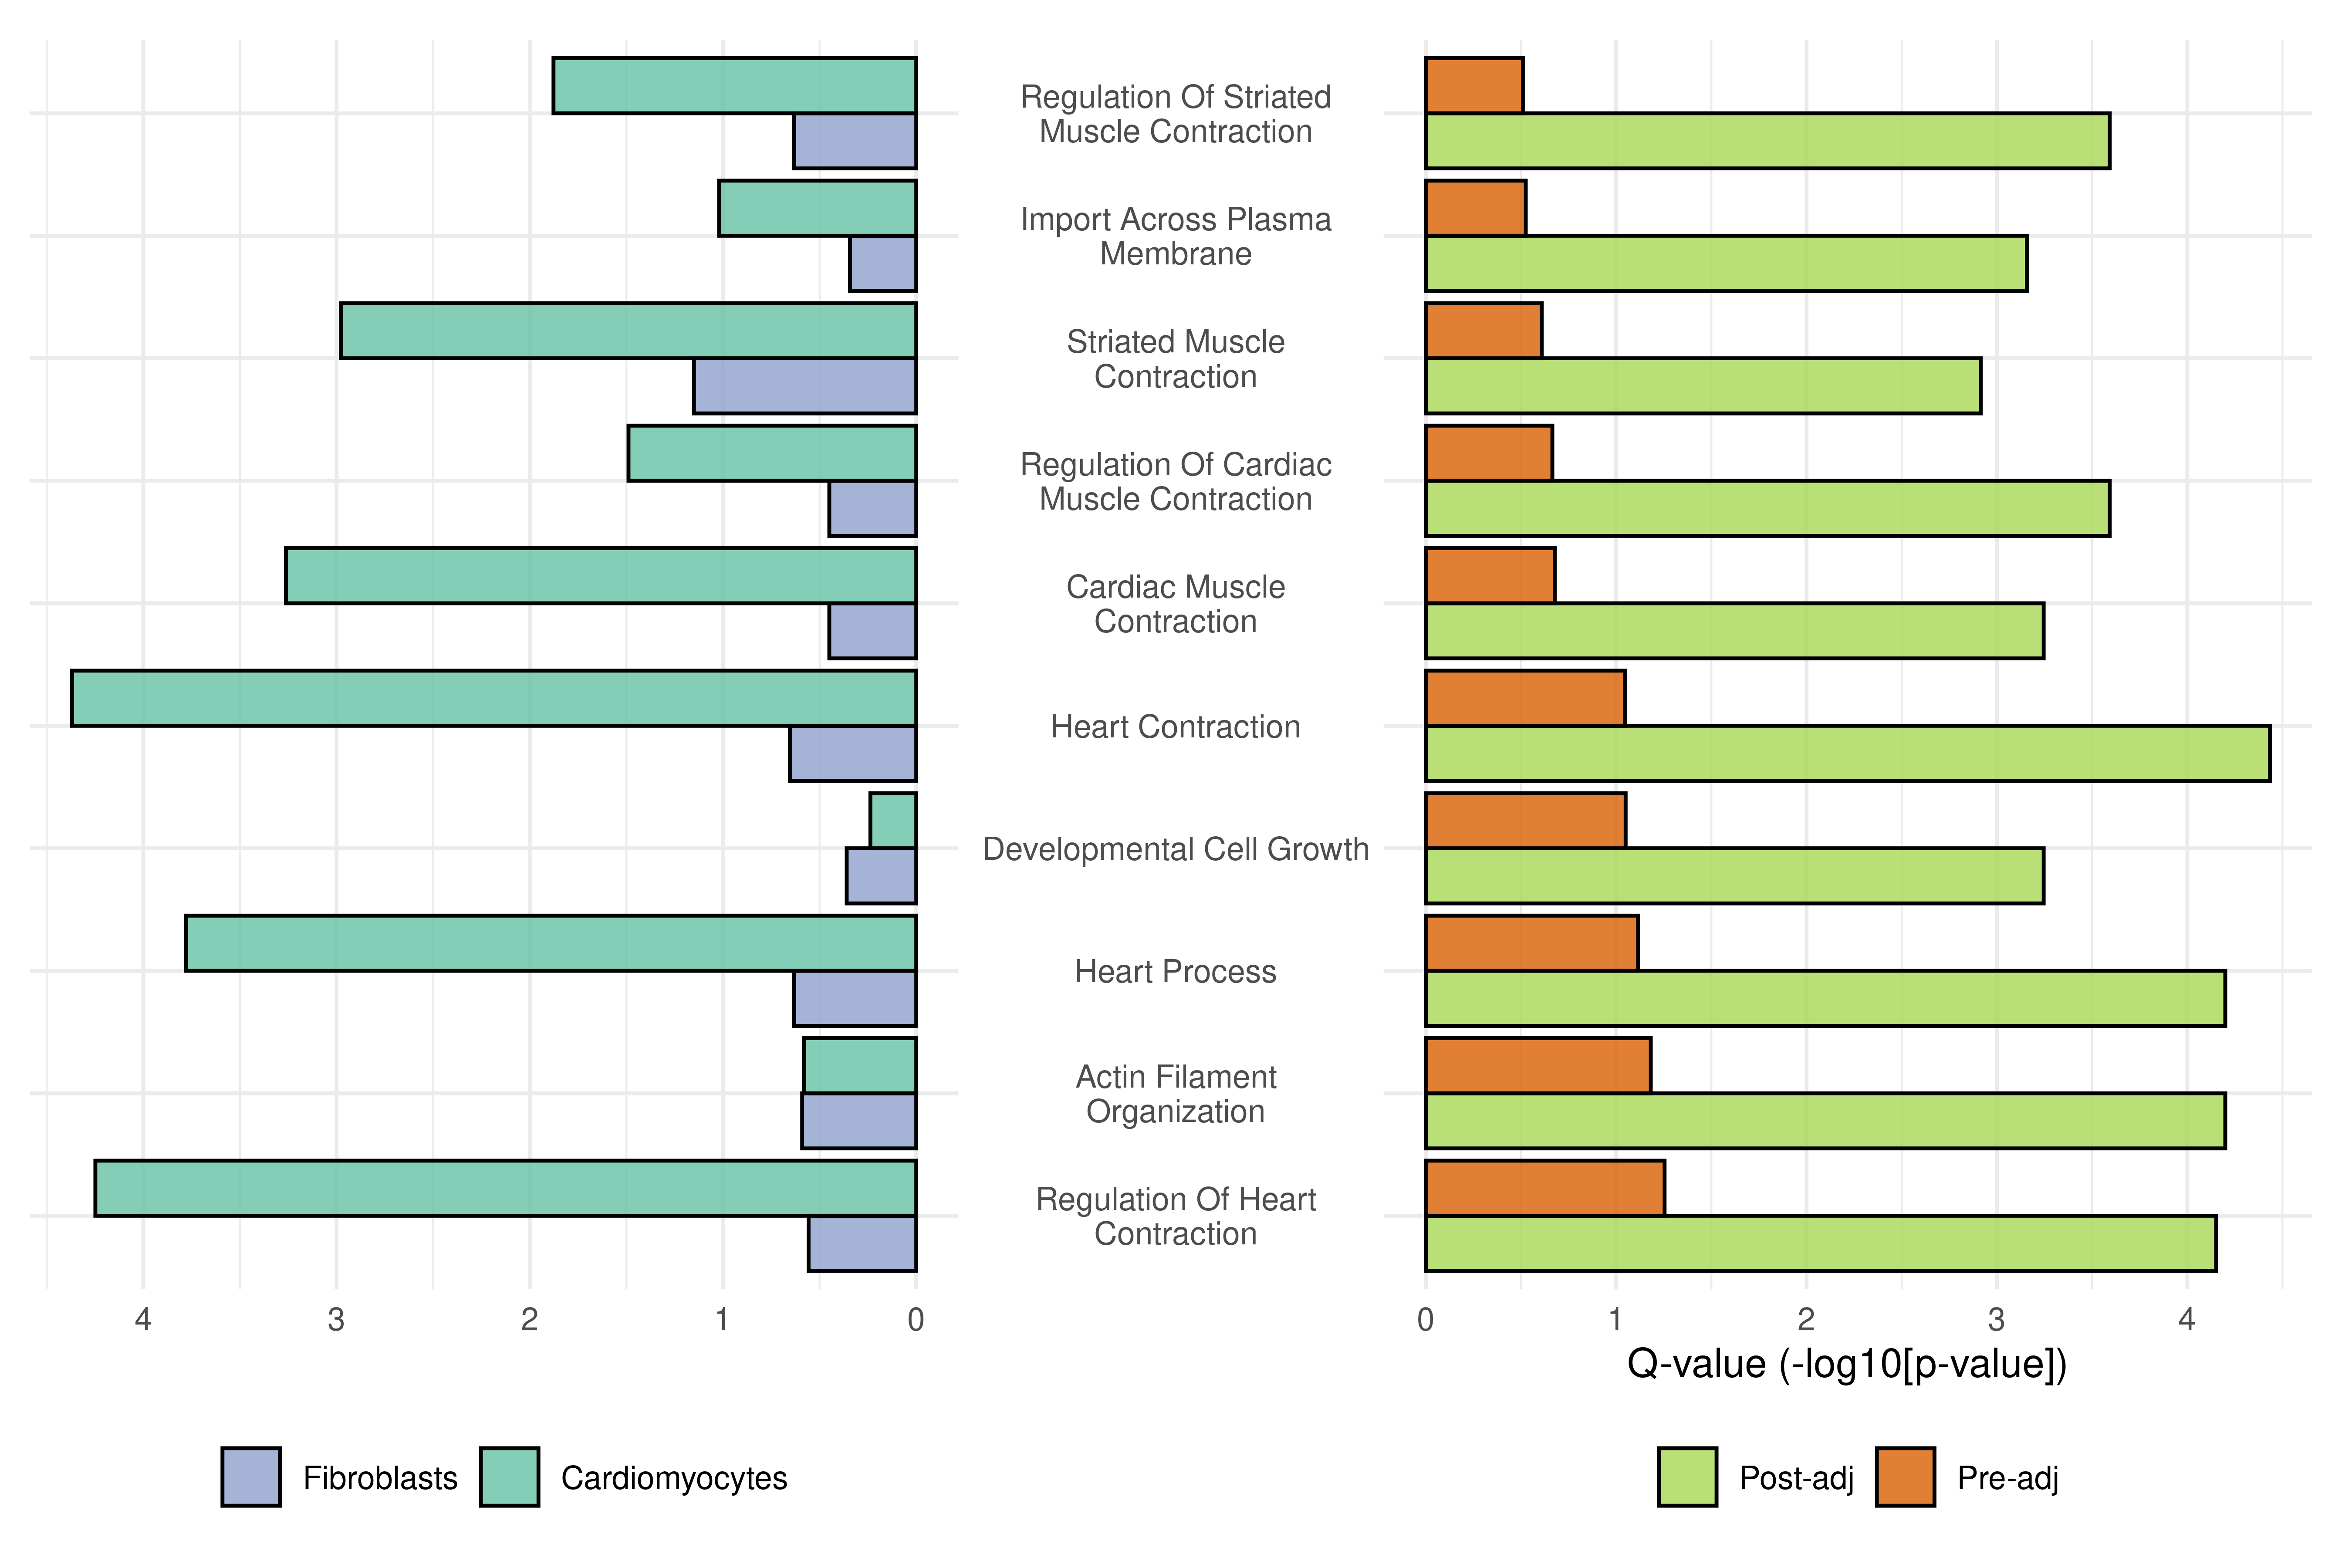 Regulation Of Striated
Muscle Contraction
Import Across Plasma
Membrane
Striated Muscle
Contraction
Regulation Of Cardiac
Muscle Contraction
Cardiac Muscle
Contraction
Heart Contraction
Developmental Cell Growth
Heart Process
Actin Filament
Organization
Regulation Of Heart
Contraction
4 3 2 1 0
0 1 2 3 4
Q-value (-log10[p-value])
Fibroblasts Cardiomyocytes
Post-adj Pre-adj